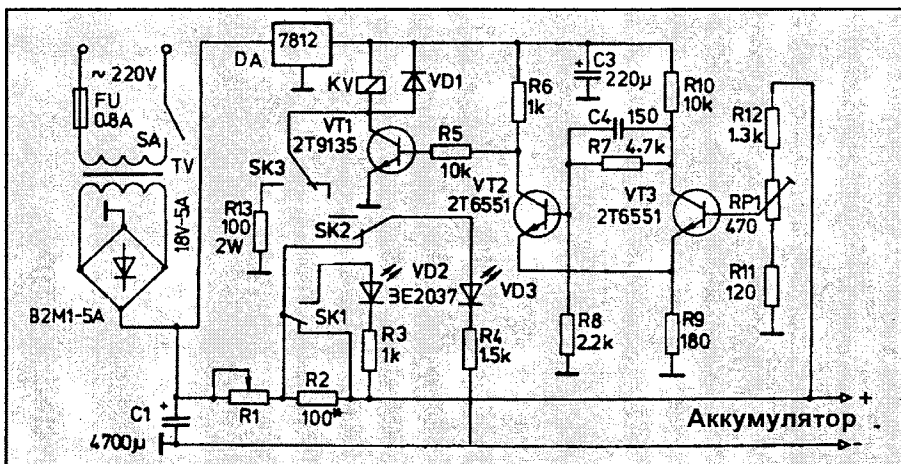 ~ 220V
FU
0.8A
SA
TV
18V-5A
B2M1-5A
C1
+
4700μ
7812
DA
KV
VD1
VT1
2T9135
R5
10k
R6
1k
+
C3
220μ
C4
150
R7
4.7k
R10
10k
R12
1.3k
RP1
470
R11
120
VT2
2T6551
VT3
2T6551
SK3
R13
100
2W
SK2
SK1
VD2
ЗЕ2037
VD3
R3
1k
R4
1.5k
R8
2.2k
R9
180
R1
R2
100*
+
Аккумулятор
-